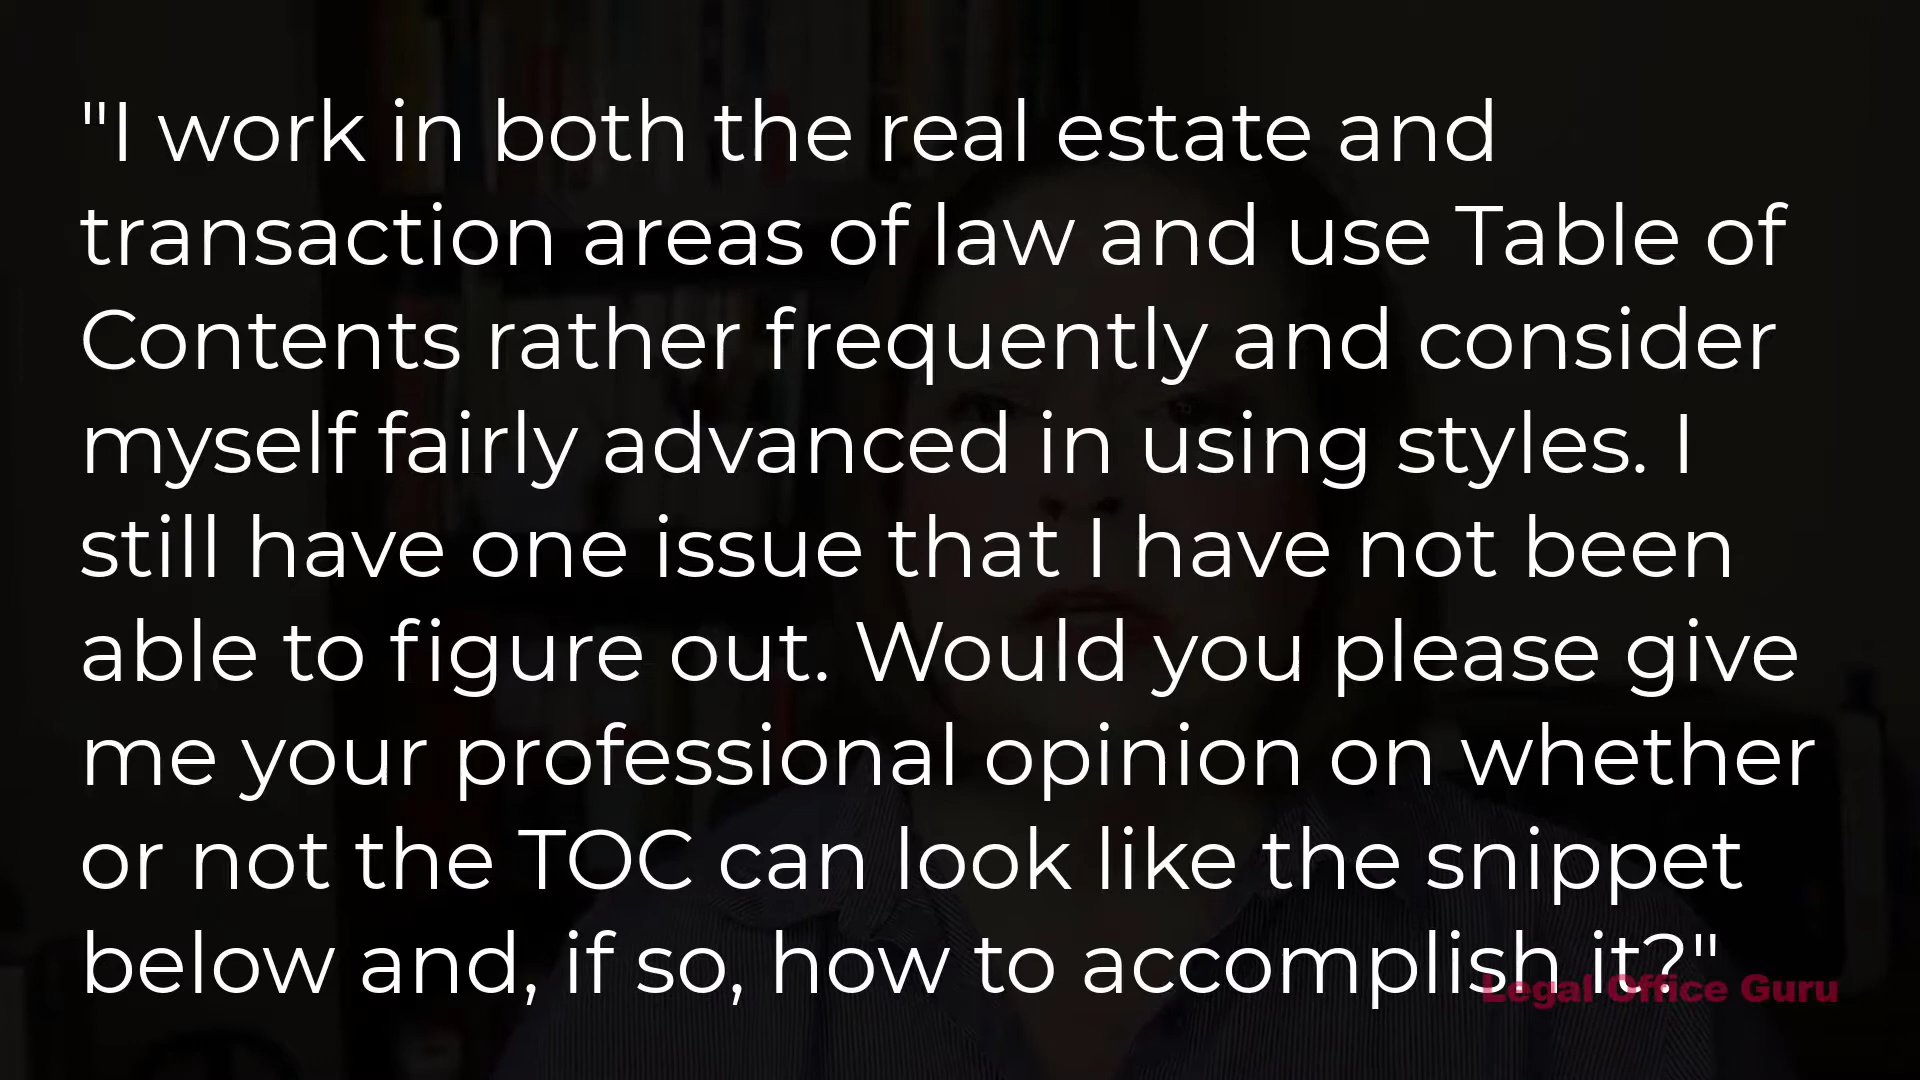 "I work in both the real estate and
transaction areas of law and use Table of
Contents rather frequently and consider
myself fairly advanced in using styles. I
still have one issue that I have not been
able to figure out. Would you please give
me your professional opinion on whether
or not the TOC can look like the snippet
below and, if so, how to accomplish it?"
Legal Office Guru